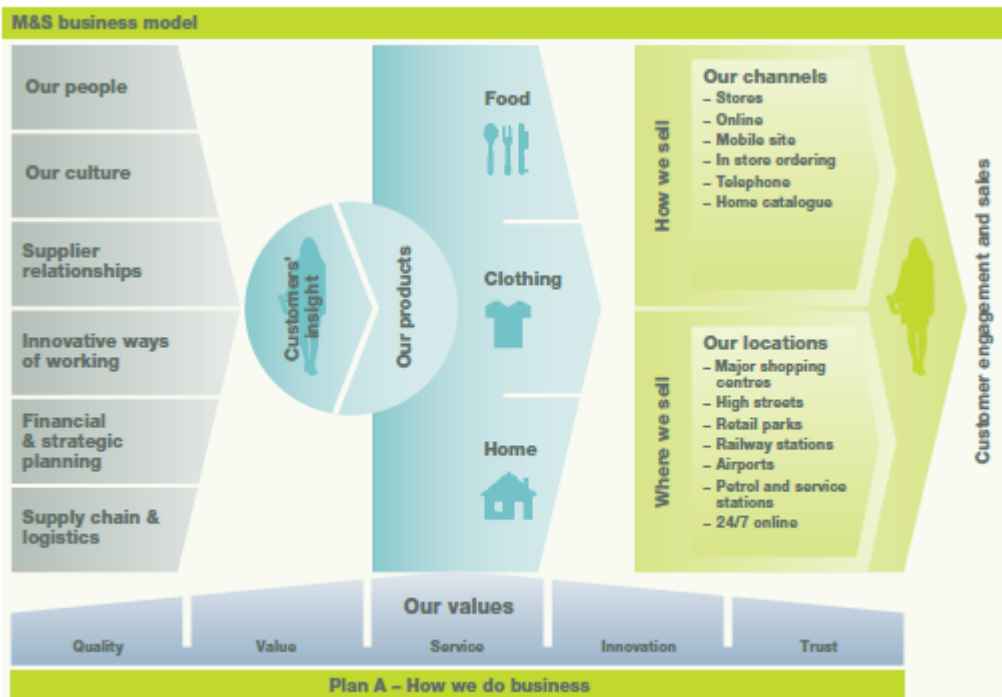 M&S business model
Our people
Our culture
Supplier
relationships
Innovative ways
of working
Financial
& strategic
planning
Supply chain &
logistics
Customers'
insight
Our products
Food
Clothing
Home
How we sell
Our channels
– Stores
– Online
– Mobile site
– In store ordering
– Telephone
– Home catalogue
Where we sell
Our locations
– Major shopping
centres
– High streets
– Retail parks
– Railway stations
– Airports
– Petrol and service
stations
– 24/7 online
Customer engagement and sales
Our values
Quality
Value
Service
Innovation
Trust
Plan A – How we do business